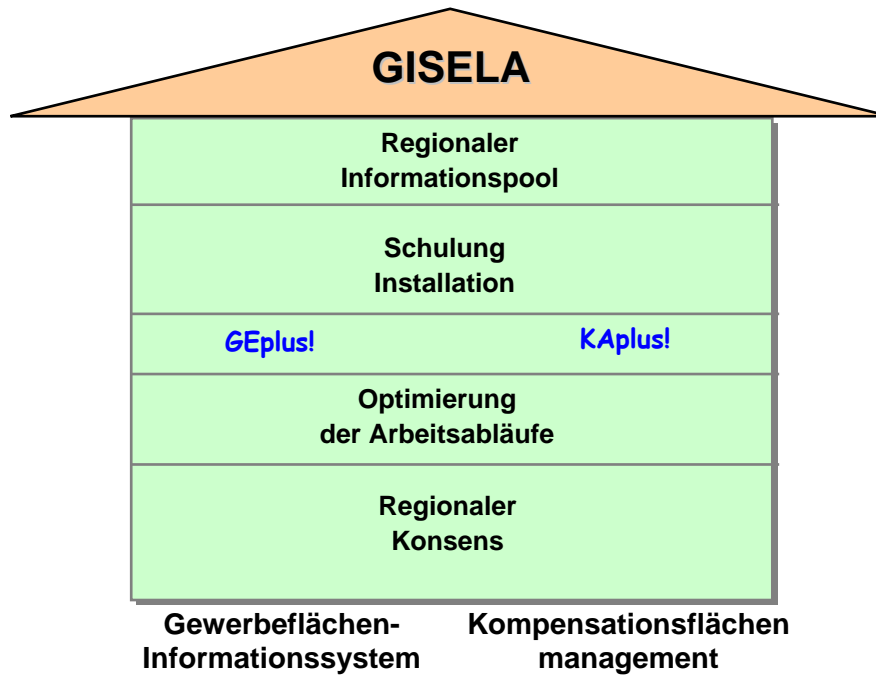 GISELA
Regionaler
Informationspool
Schulung
Installation
GEplus! KAplus!
Optimierung
der Arbeitsabläufe
Regionaler
Konsens
Gewerbeflächen-
Informationssystem
Kompensationsflächen
management